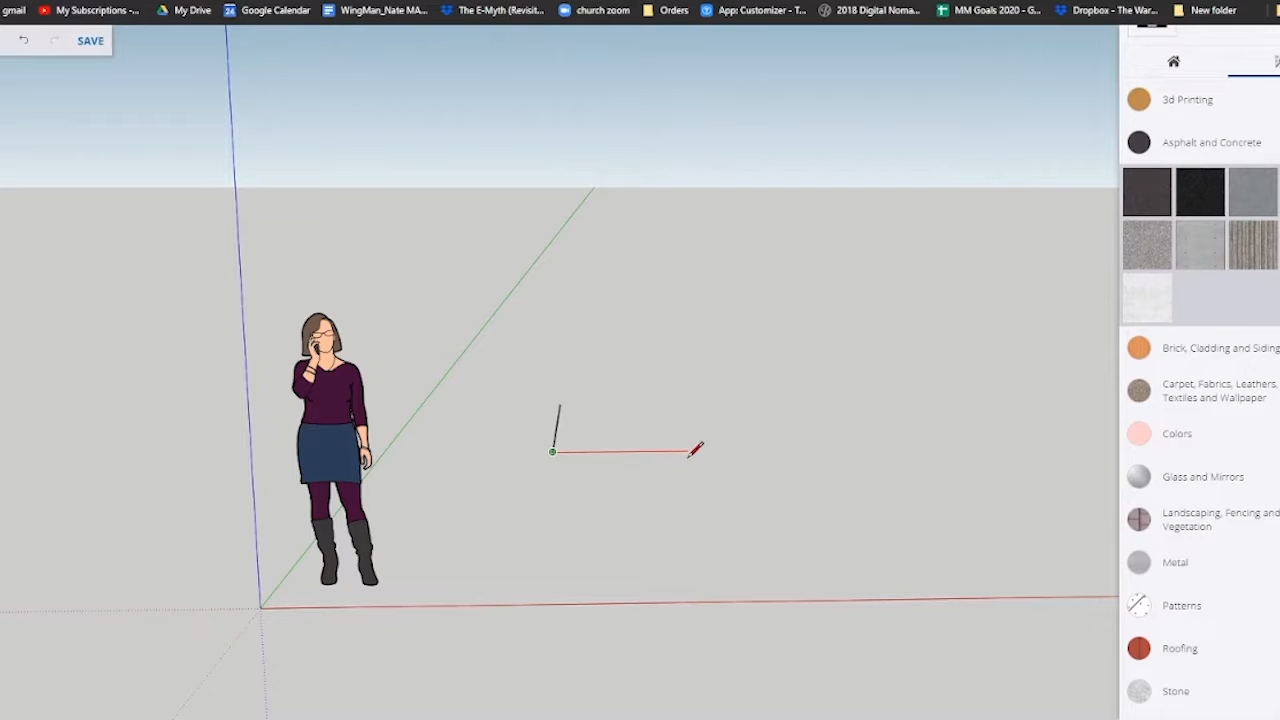 gmail My Subscriptions -... My Drive 24 Google Calendar WingMan_Nate MA... The E-Myth (Revisit... church zoom Orders App Customizer - T... 2018 Digital Noma... MM Goals 2020 - G... Dropbox – The War... New folder
SAVE
3d Printing
Asphalt and Concrete
Brick, Cladding and Siding
Carpet, Fabrics, Leathers,
Textiles and Wallpaper
Colors
Glass and Mirrors
Landscaping, Fencing and
Vegetation
Metal
Patterns
Roofing
Stone